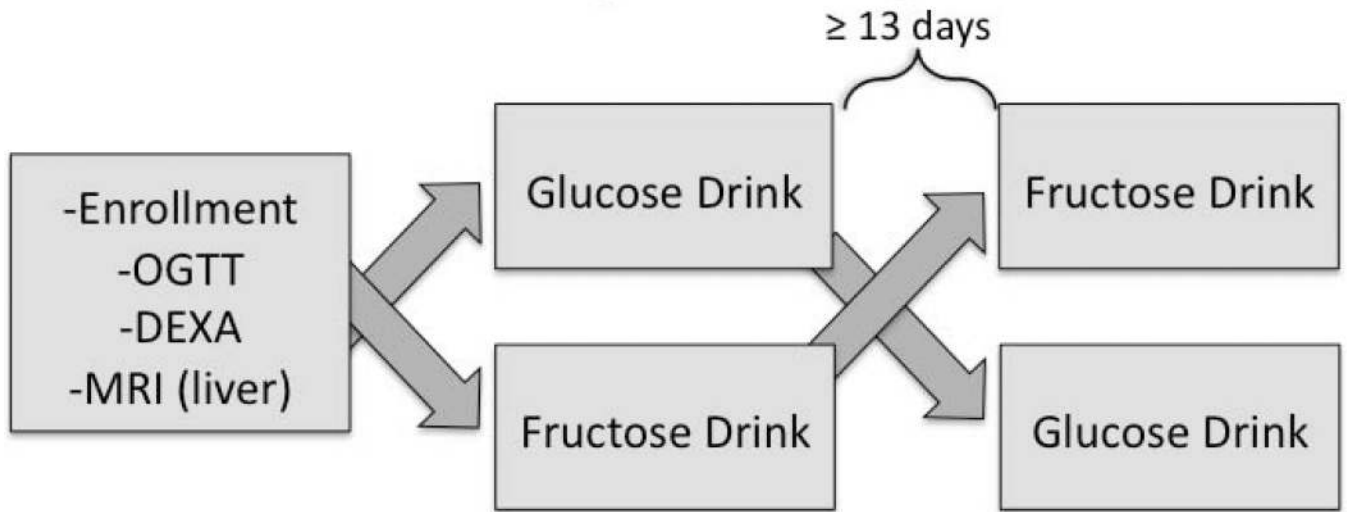 ≥ 13 days
-Enrollment
-OGTT
-DEXA
-MRI (liver)
Glucose Drink
Fructose Drink
Fructose Drink
Glucose Drink